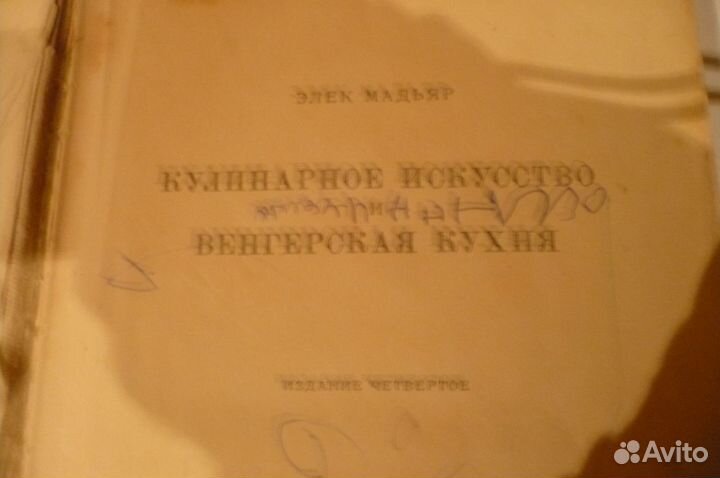 ЭЛЕК МАДЬЯР
КУЛИНАРНОЕ ИСКУССТВО
И
ВЕНГЕРСКАЯ КУХНЯ
ИЗДАНИЕ ЧЕТВЕРТОЕ
Avito